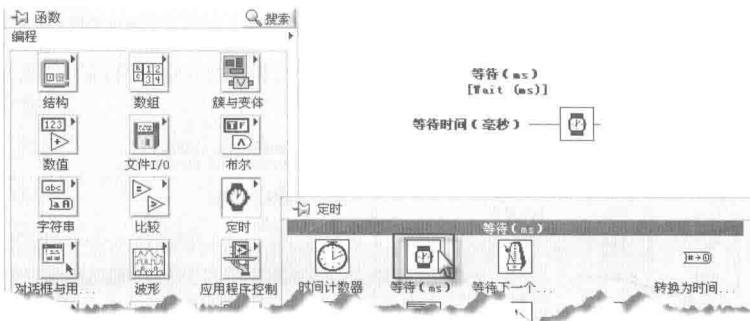 函数 搜索
编程
结构 数组 簇与变体
数值 文件I/O 布尔
字符串 比较 定时
对话框与用... 波形 应用程序控制
等待(ms)
[Wait (ms)]
等待时间(毫秒)
定时
等待(ms)
时间计数器 等待(ms) 等待下一个... 转换为时间...